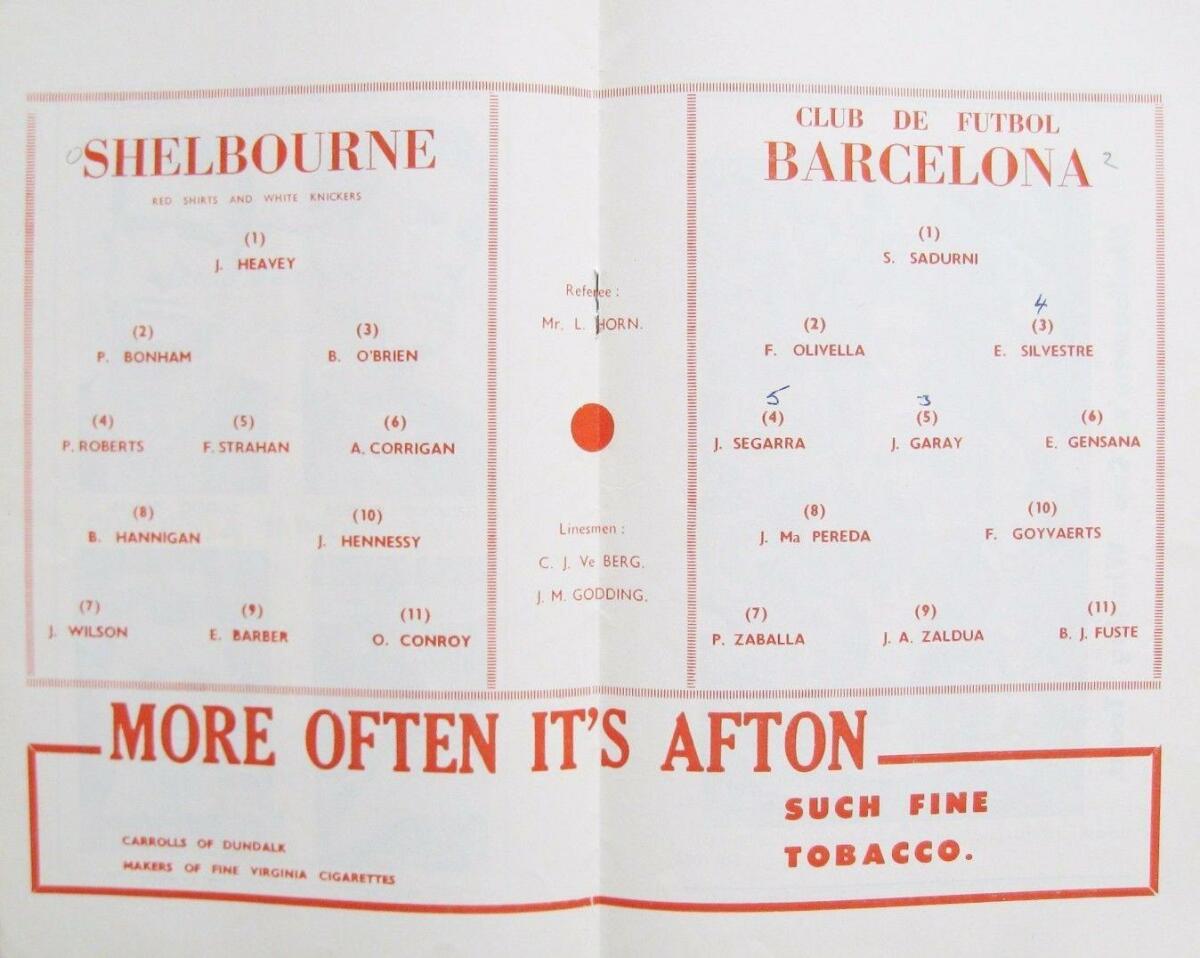 0 SHELBOURNE
RED SHIRTS AND WHITE KNICKERS
(1)
J. HEAVEY
(2) (3)
P. BONHAM B. O'BRIEN
(4) (5) (6)
P. ROBERTS F. STRAHAN A. CORRIGAN
(8) (10)
B. HANNIGAN J. HENNESSY
(7) (9) (11)
J. WILSON E. BARBER O. CONROY
Referee :
Mr. L. HORN.
Linesmen :
C. J. Ve BERG.
J. M. GODDING.
CLUB DE FUTBOL
BARCELONA 2
(1)
S. SADURNI
4
(2) (3)
F. OLIVELLA E. SILVESTRE
5 3
(4) (5) (6)
J. SEGARRA J. GARAY E. GENSANA
(8) (10)
J. Ma PEREDA F. GOYVAERTS
(7) (9) (11)
P. ZABALLA J. A. ZALDUA B. J. FUSTE
MORE OFTEN IT'S AFTON
SUCH FINE
TOBACCO.
CARROLLS OF DUNDALK
MAKERS OF FINE VIRGINIA CIGARETTES